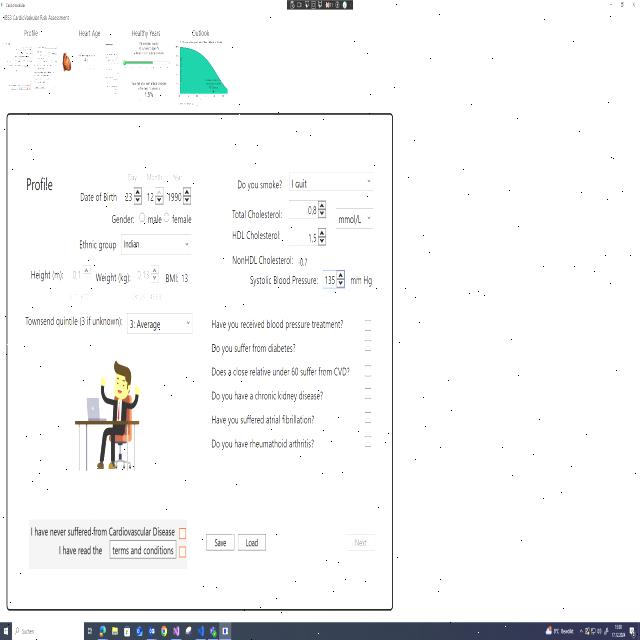 JBS3 CardioVascular Risk Assessment
Profile
Heart Age
Healthy Years
Outlook
Profile
Day Month Year
Date of Birth 23 12 1990
Gender: male female
Ethnic group Indian
Height (m): 0,1 Weight (kg): 0,13 BMI: 13
Townsend quintile (3 if unknown): 3: Average
Do you smoke? I quit
Total Cholesterol: 0,8 mmol/L
HDL Cholesterol: 1,5
NonHDL Cholesterol: -0,7
Systolic Blood Pressure: 135 mm Hg
Have you received blood pressure treatment?
Do you suffer from diabetes?
Does a close relative under 60 suffer from CVD?
Do you have a chronic kidney disease?
Have you suffered atrial fibrillation?
Do you have rheumathoid arthritis?
I have never suffered from Cardiovascular Disease
I have read the terms and conditions
Save Load Next
Suchen